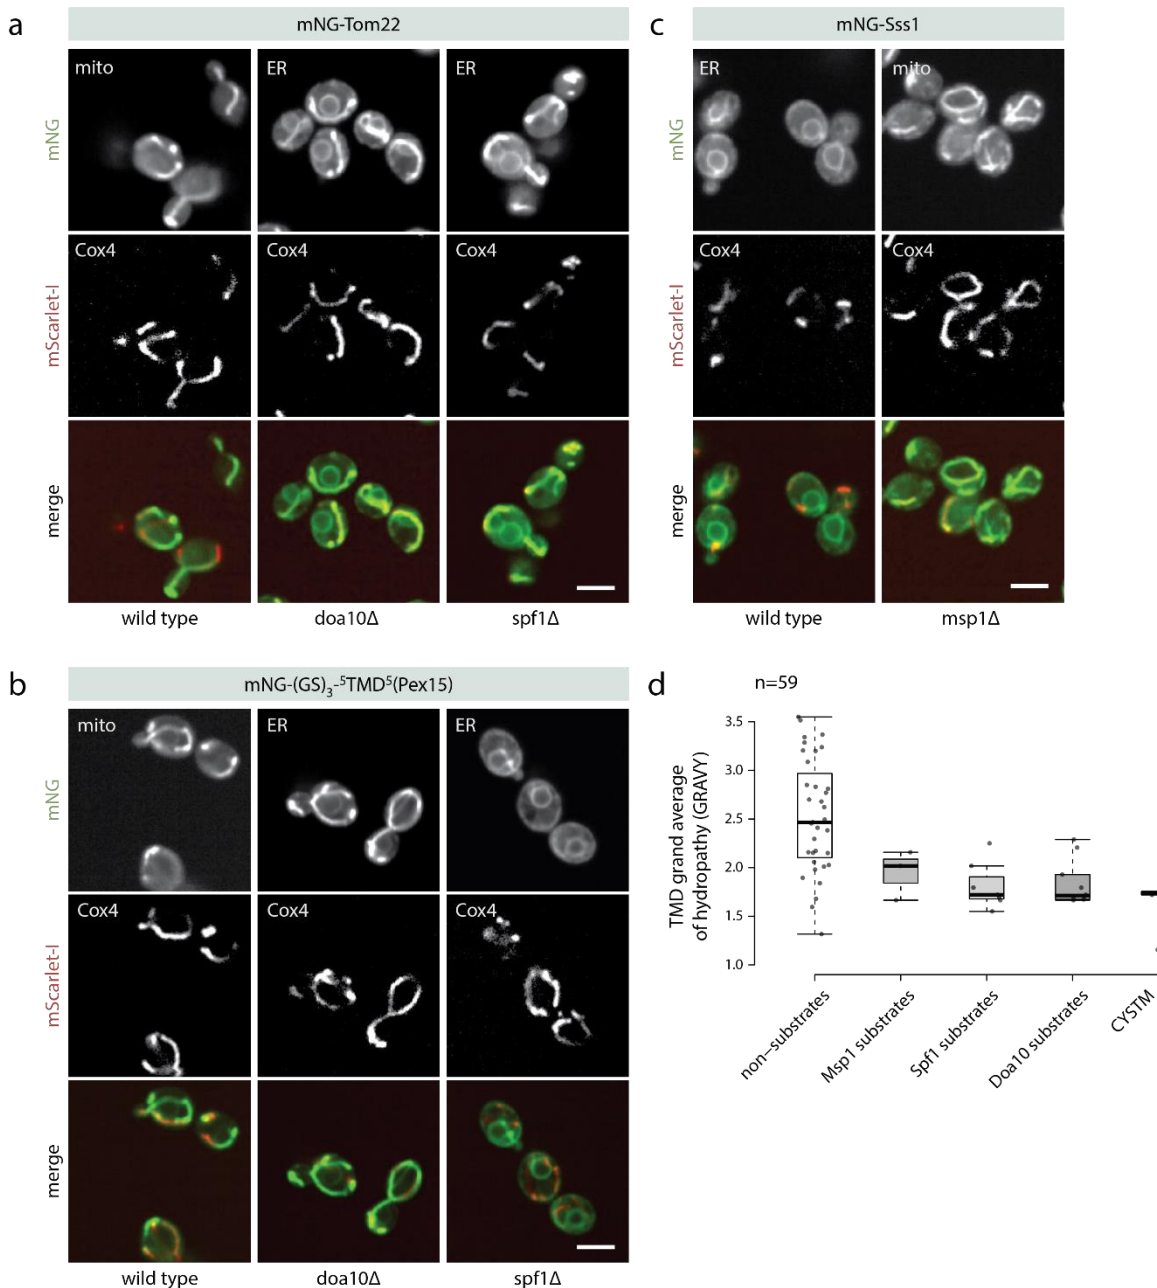 a
mNG-Tom22
mNG
mito
ER
ER
mScarlet-I
Cox4
Cox4
Cox4
merge
wild type
doa10Δ
spf1Δ
c
mNG-Sss1
ER
mito
Cox4
Cox4
wild type
msp1Δ
mNG
mScarlet-I
merge
b
mNG-(GS)₃-⁵TMD⁵(Pex15)
mNG
mito
ER
ER
mScarlet-I
Cox4
Cox4
Cox4
merge
wild type
doa10Δ
spf1Δ
d
n=59
TMD grand average
of hydropathy (GRAVY)
3.5
3.0
2.5
2.0
1.5
1.0
non–substrates
Msp1 substrates
Spf1 substrates
Doa10 substrates
CYSTM